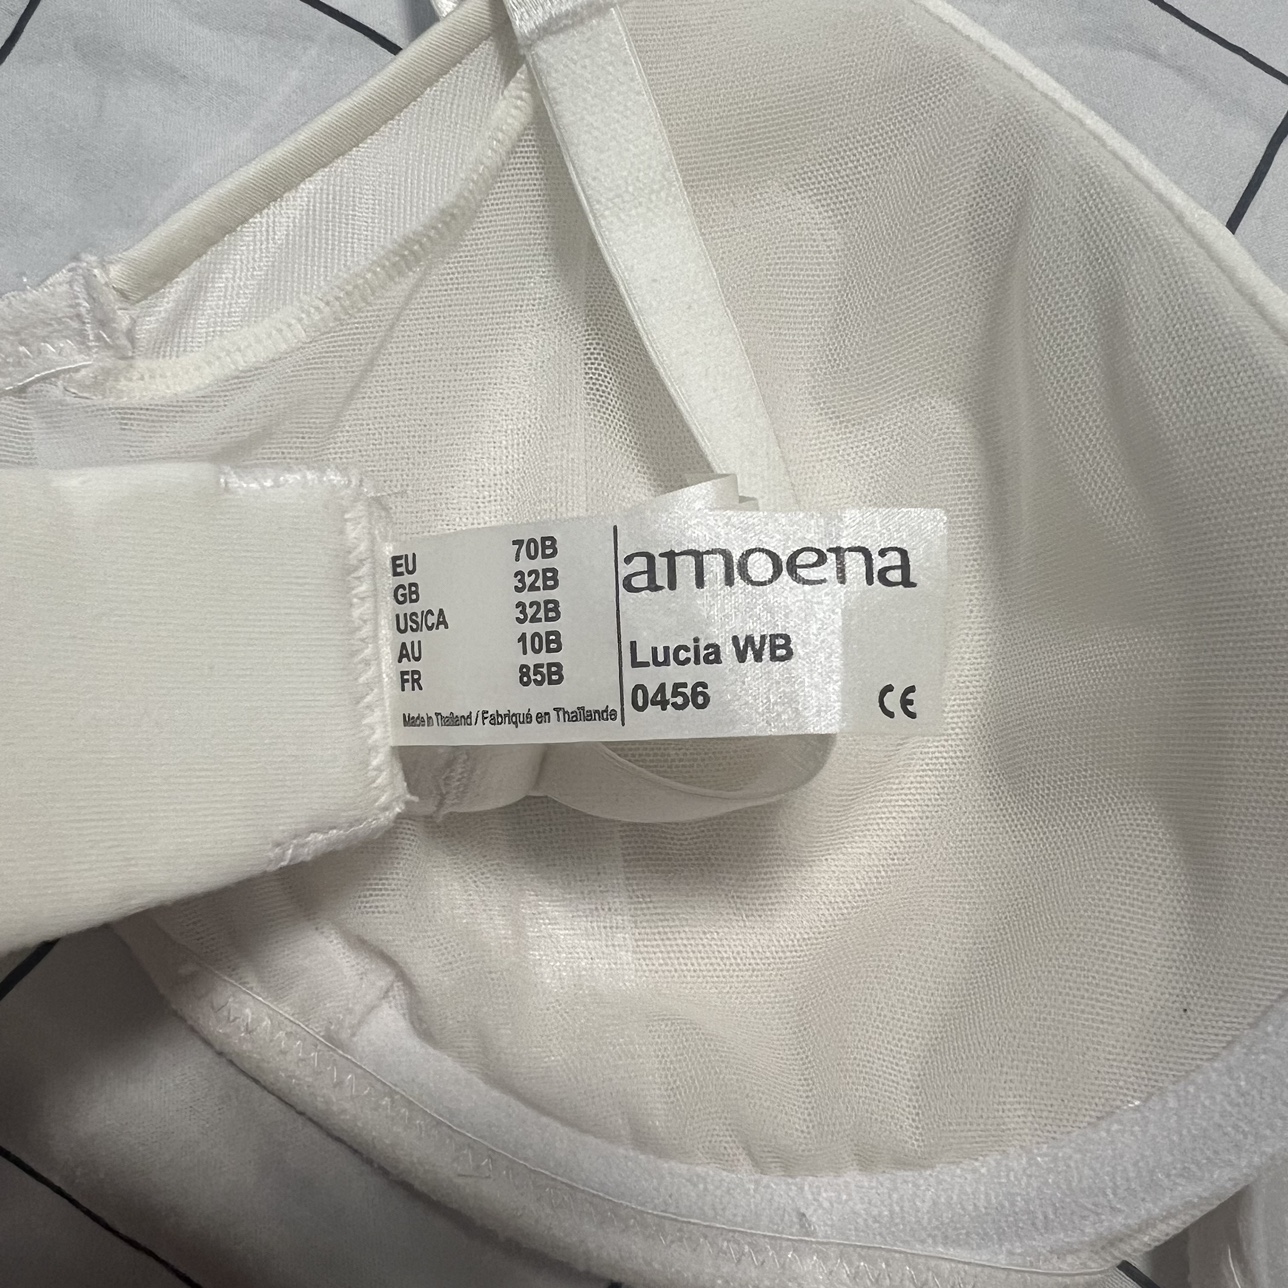 EU 70B
GB 32B
US/CA 32B
AU 10B
FR 85B
Made in Thailand / Fabriqué en Thaïlande
amoena
Lucia WB
0456
CE